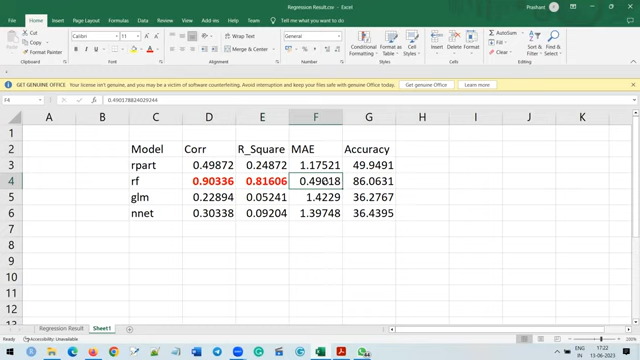 Regression Result.csv - Excel
Prashant
File Home Insert Page Layout Formulas Data Review View Add-ins Help Tell me what you want to do
Cut
Copy
Format Painter
Clipboard
Calibri 11
Font
Wrap Text
Merge & Center
Alignment
General
Number
Conditional Formatting
Format as Table
Cell Styles
Styles
Insert Delete Format
Cells
AutoSum
Fill
Clear
Sort & Filter
Find & Select
Editing
GET GENUINE OFFICE Your license isn't genuine, and you may be a victim of software counterfeiting. Avoid interruption and keep your files safe with genuine Office today. Get genuine Office Learn more
F4 0.490178824029244
A B C D E F G H I J K
1
2 Model Corr R_Square MAE Accuracy
3 rpart 0.49872 0.24872 1.17521 49.9491
4 rf 0.90336 0.81606 0.49018 86.0631
5 glm 0.22894 0.05241 1.4229 36.2767
6 nnet 0.30338 0.09204 1.39748 36.4395
7
8
9
10
11
12
13
Regression Result Sheet1
Ready Accessibility: Unavailable
200%
ENG
IN
17:22
13-06-2023